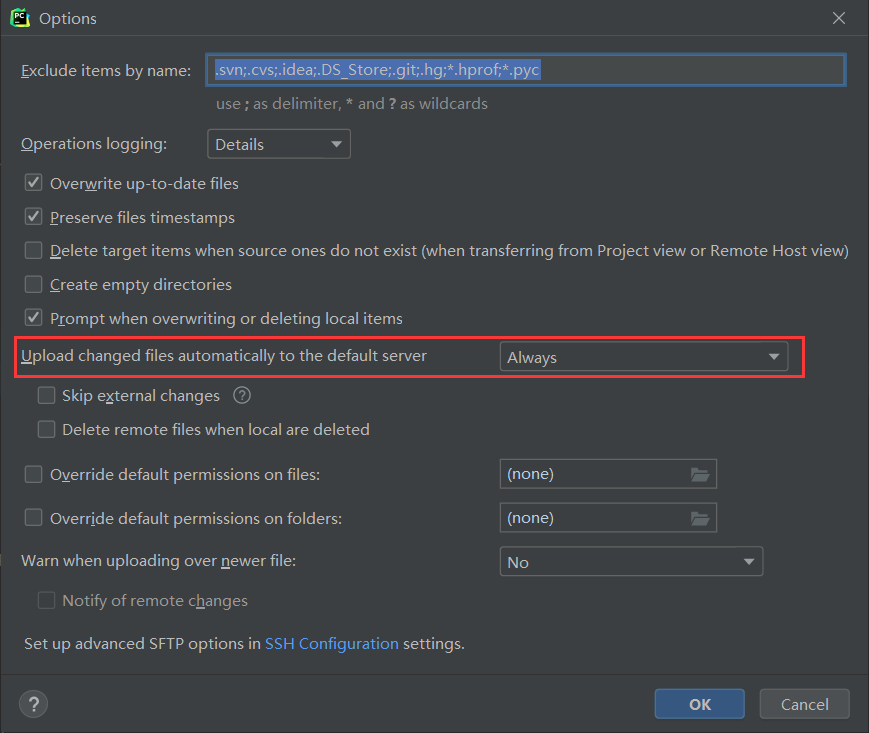 PC Options
Exclude items by name: .svn;.cvs;.idea;.DS_Store;.git;.hg;*.hprof;*.pyc
use ; as delimiter, * and ? as wildcards
Operations logging: Details
Overwrite up-to-date files
Preserve files timestamps
Delete target items when source ones do not exist (when transferring from Project view or Remote Host view)
Create empty directories
Prompt when overwriting or deleting local items
Upload changed files automatically to the default server Always
Skip external changes ?
Delete remote files when local are deleted
Override default permissions on files: (none)
Override default permissions on folders: (none)
Warn when uploading over newer file: No
Notify of remote changes
Set up advanced SFTP options in SSH Configuration settings.
? OK Cancel